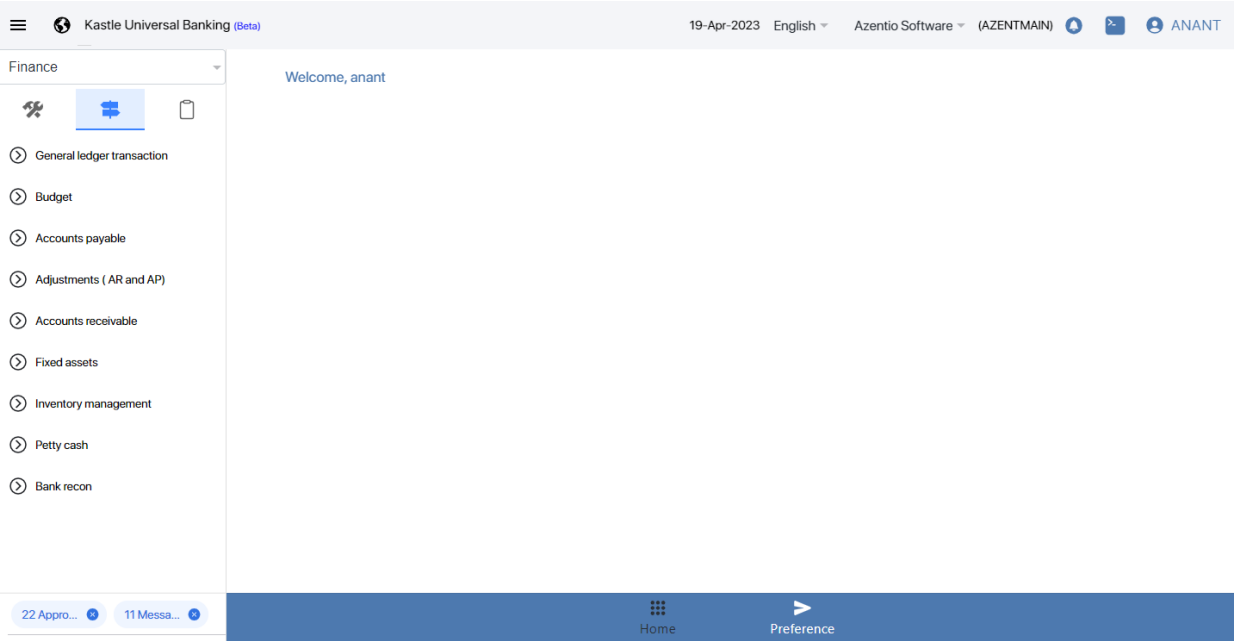 Kastle Universal Banking (Beta) 19-Apr-2023 English Azentio Software (AZENTMAIN) ANANT
Finance
Welcome, anant
General ledger transaction
Budget
Accounts payable
Adjustments ( AR and AP)
Accounts receivable
Fixed assets
Inventory management
Petty cash
Bank recon
22 Appro... 11 Messa...
Home Preference